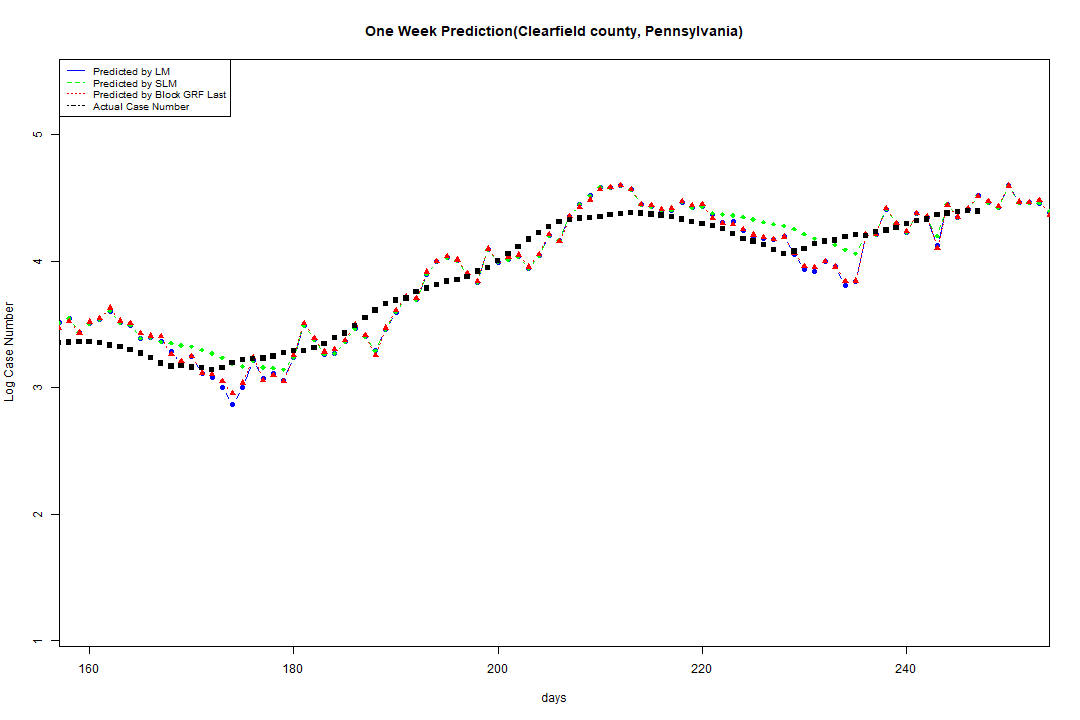 One Week Prediction(Clearfield county, Pennsylvania)
Predicted by LM
Predicted by SLM
Predicted by Block GRF Last
Actual Case Number
5
4
3
2
1
Log Case Number
160 180 200 220 240
days